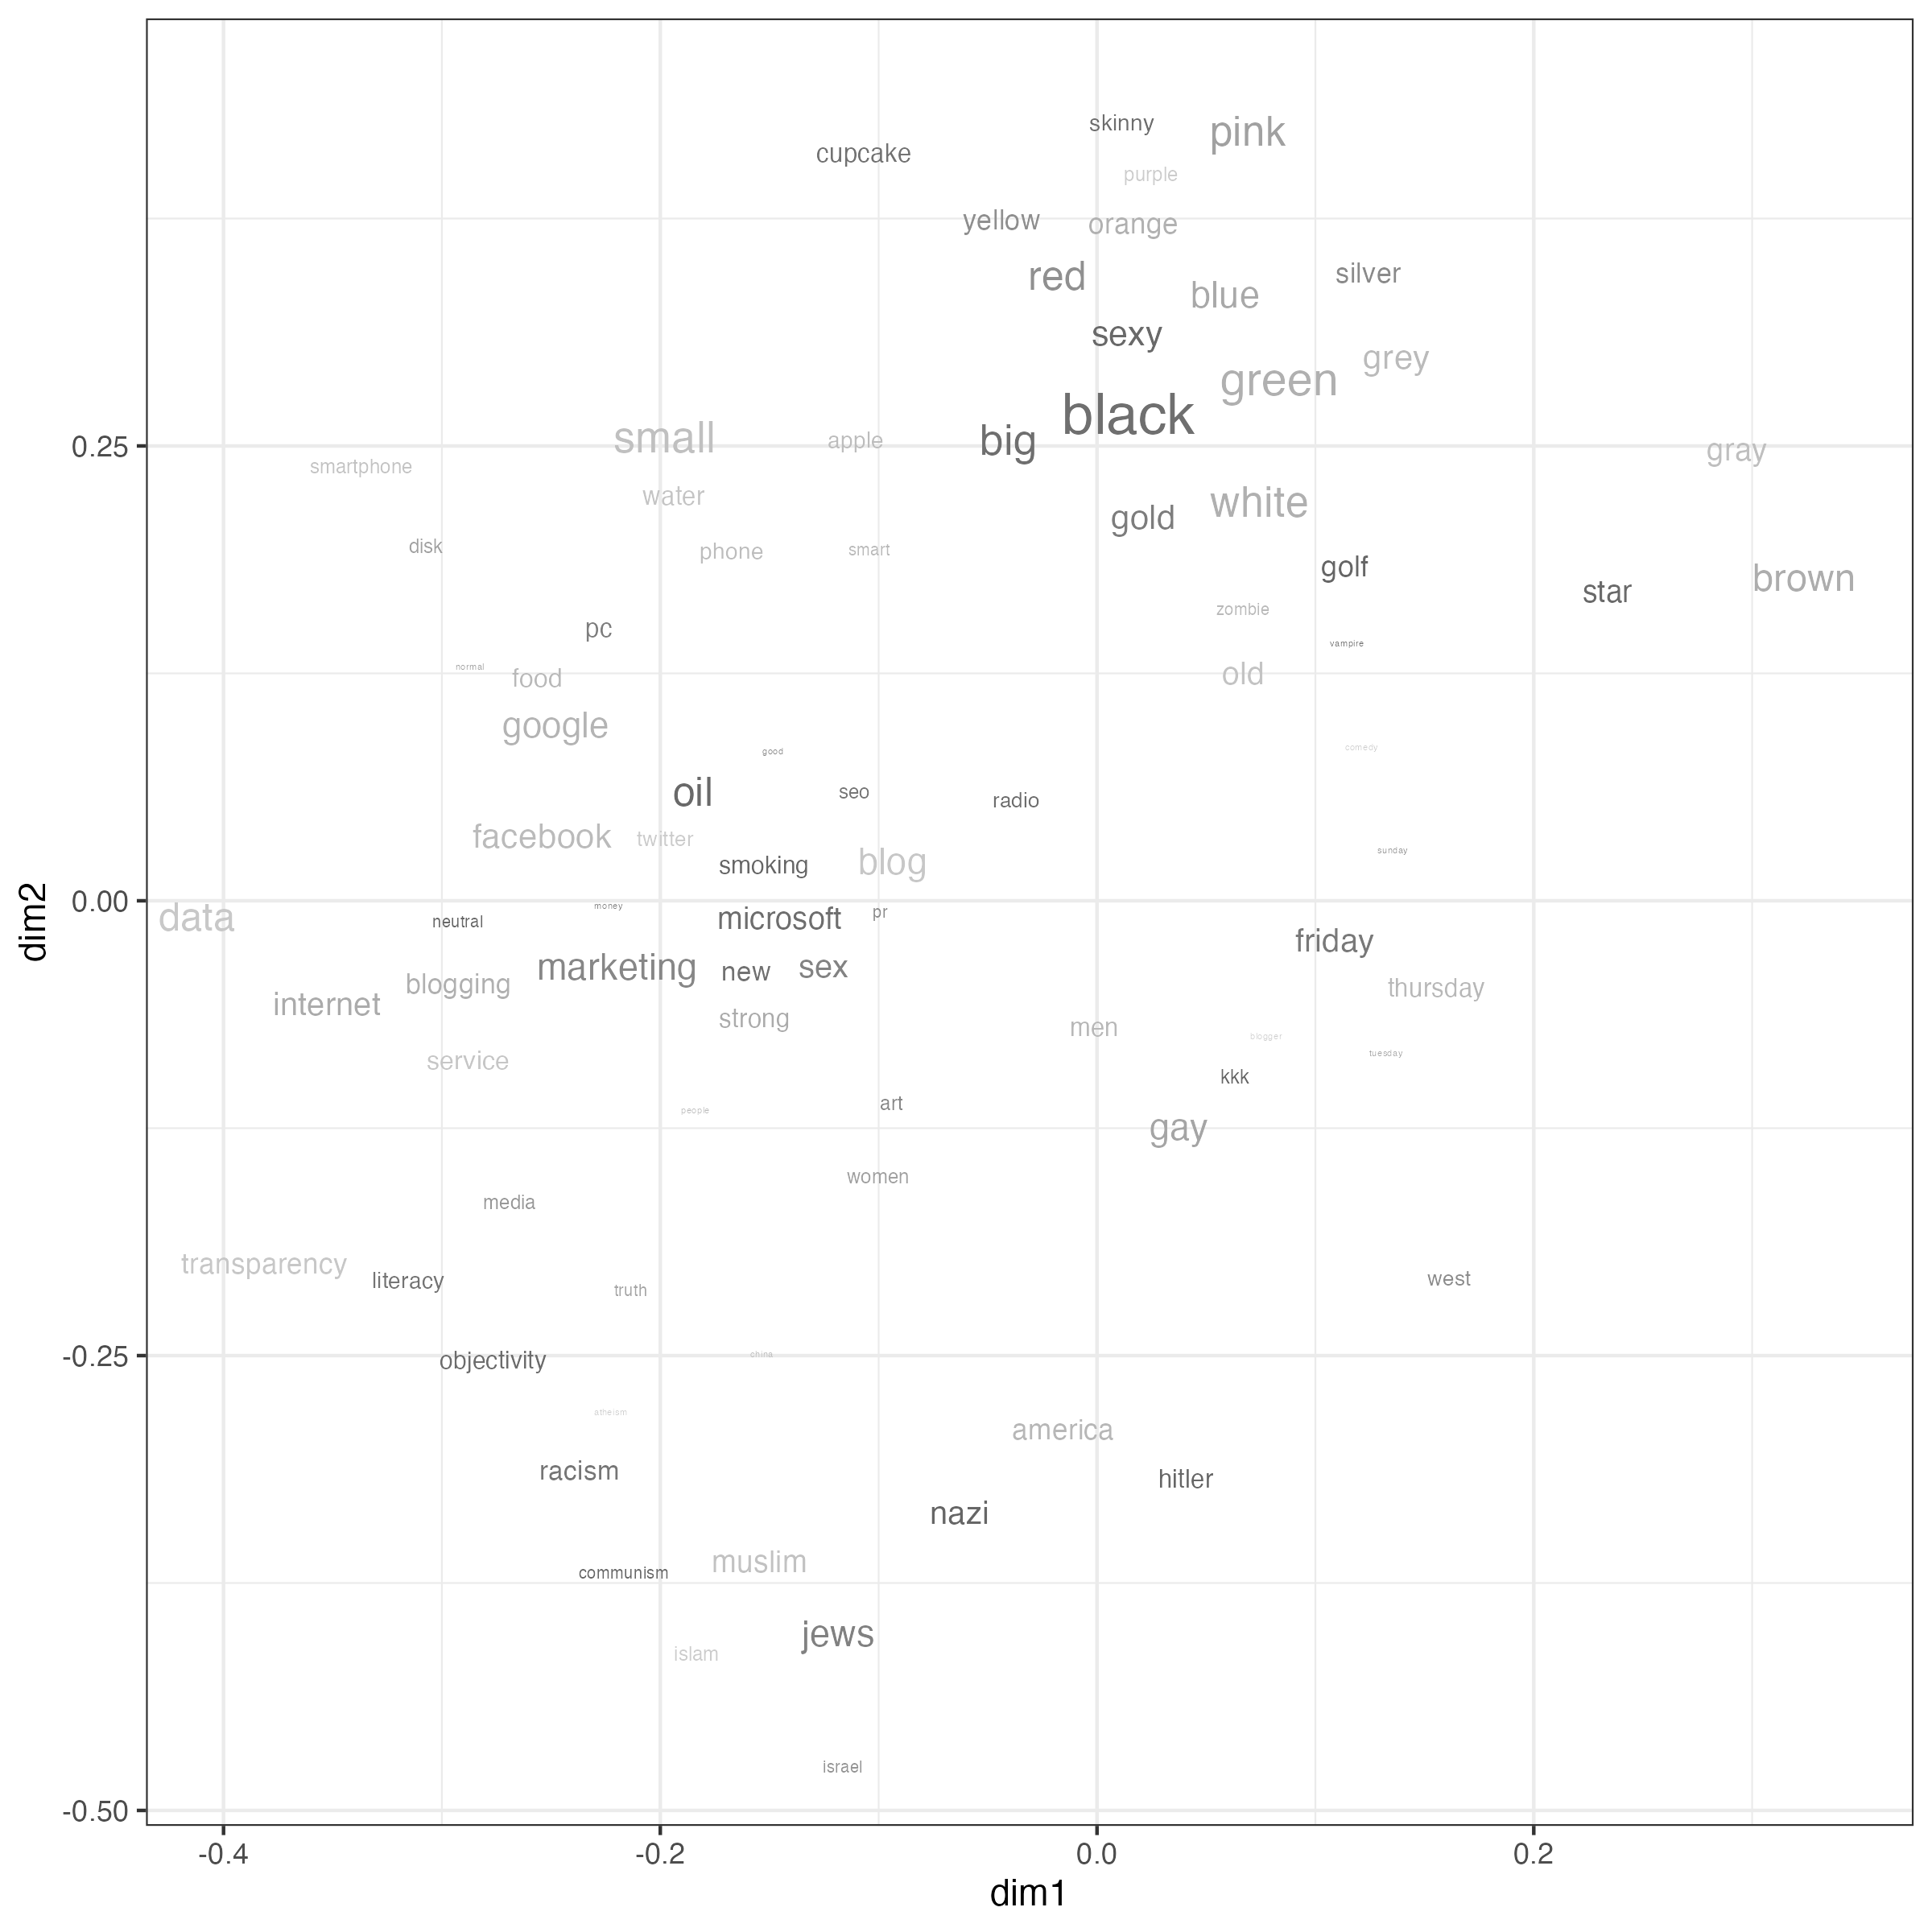 skinny
pink
cupcake
purple
yellow
orange
red
silver
blue
sexy
grey
green
black
small
apple
big
0.25
gray
smartphone
water
white
gold
disk
phone
smart
golf
brown
star
zombie
pc
vampire
normal
food
old
google
comedy
good
oil
seo
radio
facebook
twitter
sunday
smoking
blog
dim2
0.00
data
money
neutral
microsoft
pr
friday
marketing
new
sex
blogging
thursday
internet
strong
men
blogger
tuesday
service
kkk
people
art
gay
women
media
transparency
literacy
west
truth
-0.25
objectivity
china
atheism
america
racism
hitler
nazi
muslim
communism
jews
islam
israel
-0.50
-0.4
-0.2
0.0
0.2
dim1